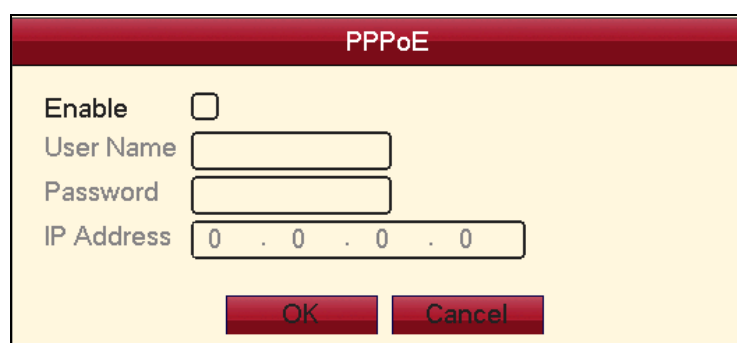 PPPoE
Enable
User Name
Password
IP Address 0 . 0 . 0 . 0
OK Cancel